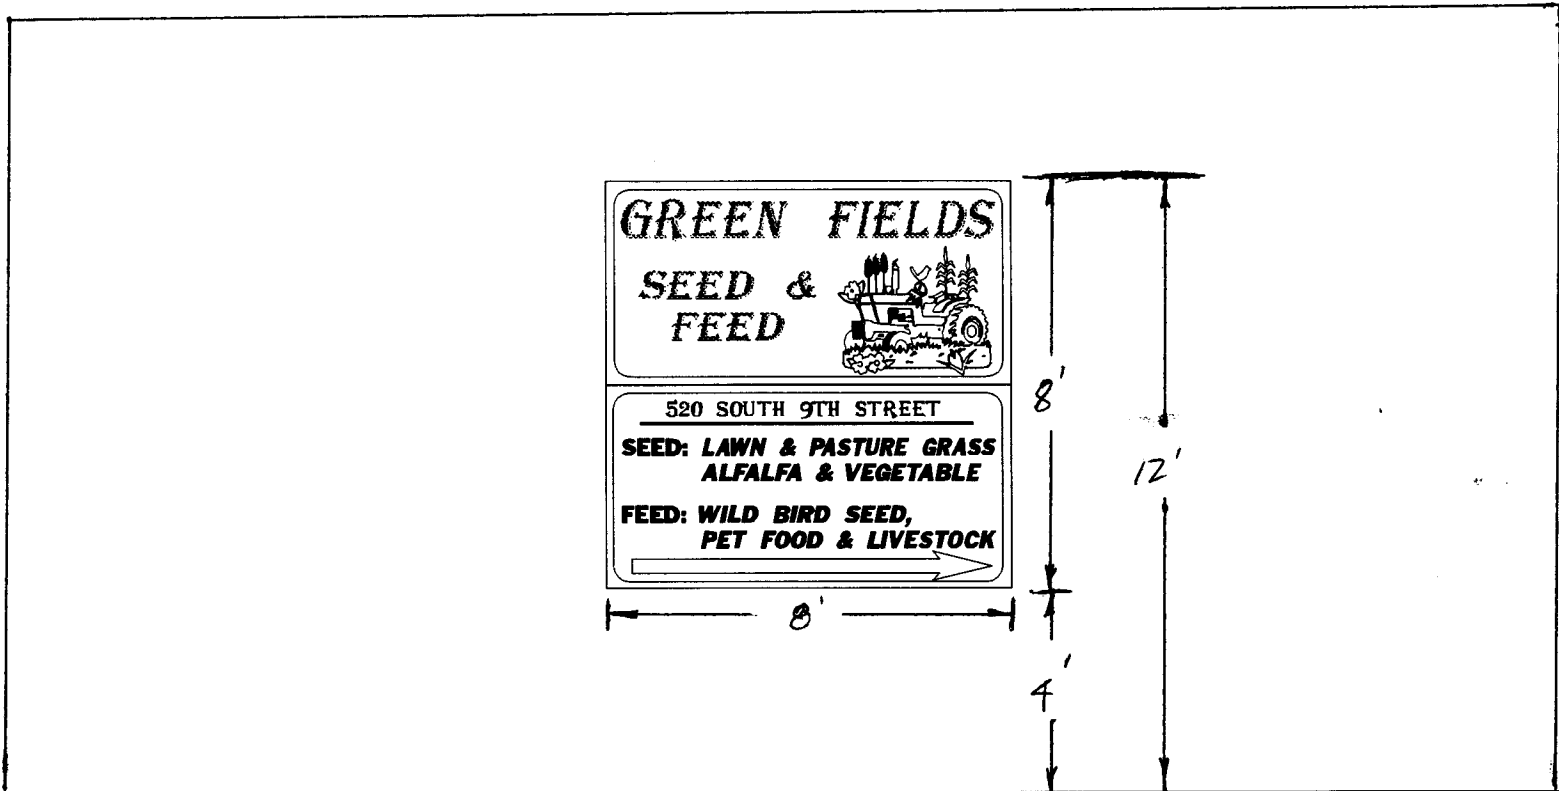 GREEN FIELDS
SEED &
FEED
520 SOUTH 9TH STREET
SEED: LAWN & PASTURE GRASS
ALFALFA & VEGETABLE
FEED: WILD BIRD SEED,
PET FOOD & LIVESTOCK
8'
12'
8'
4'